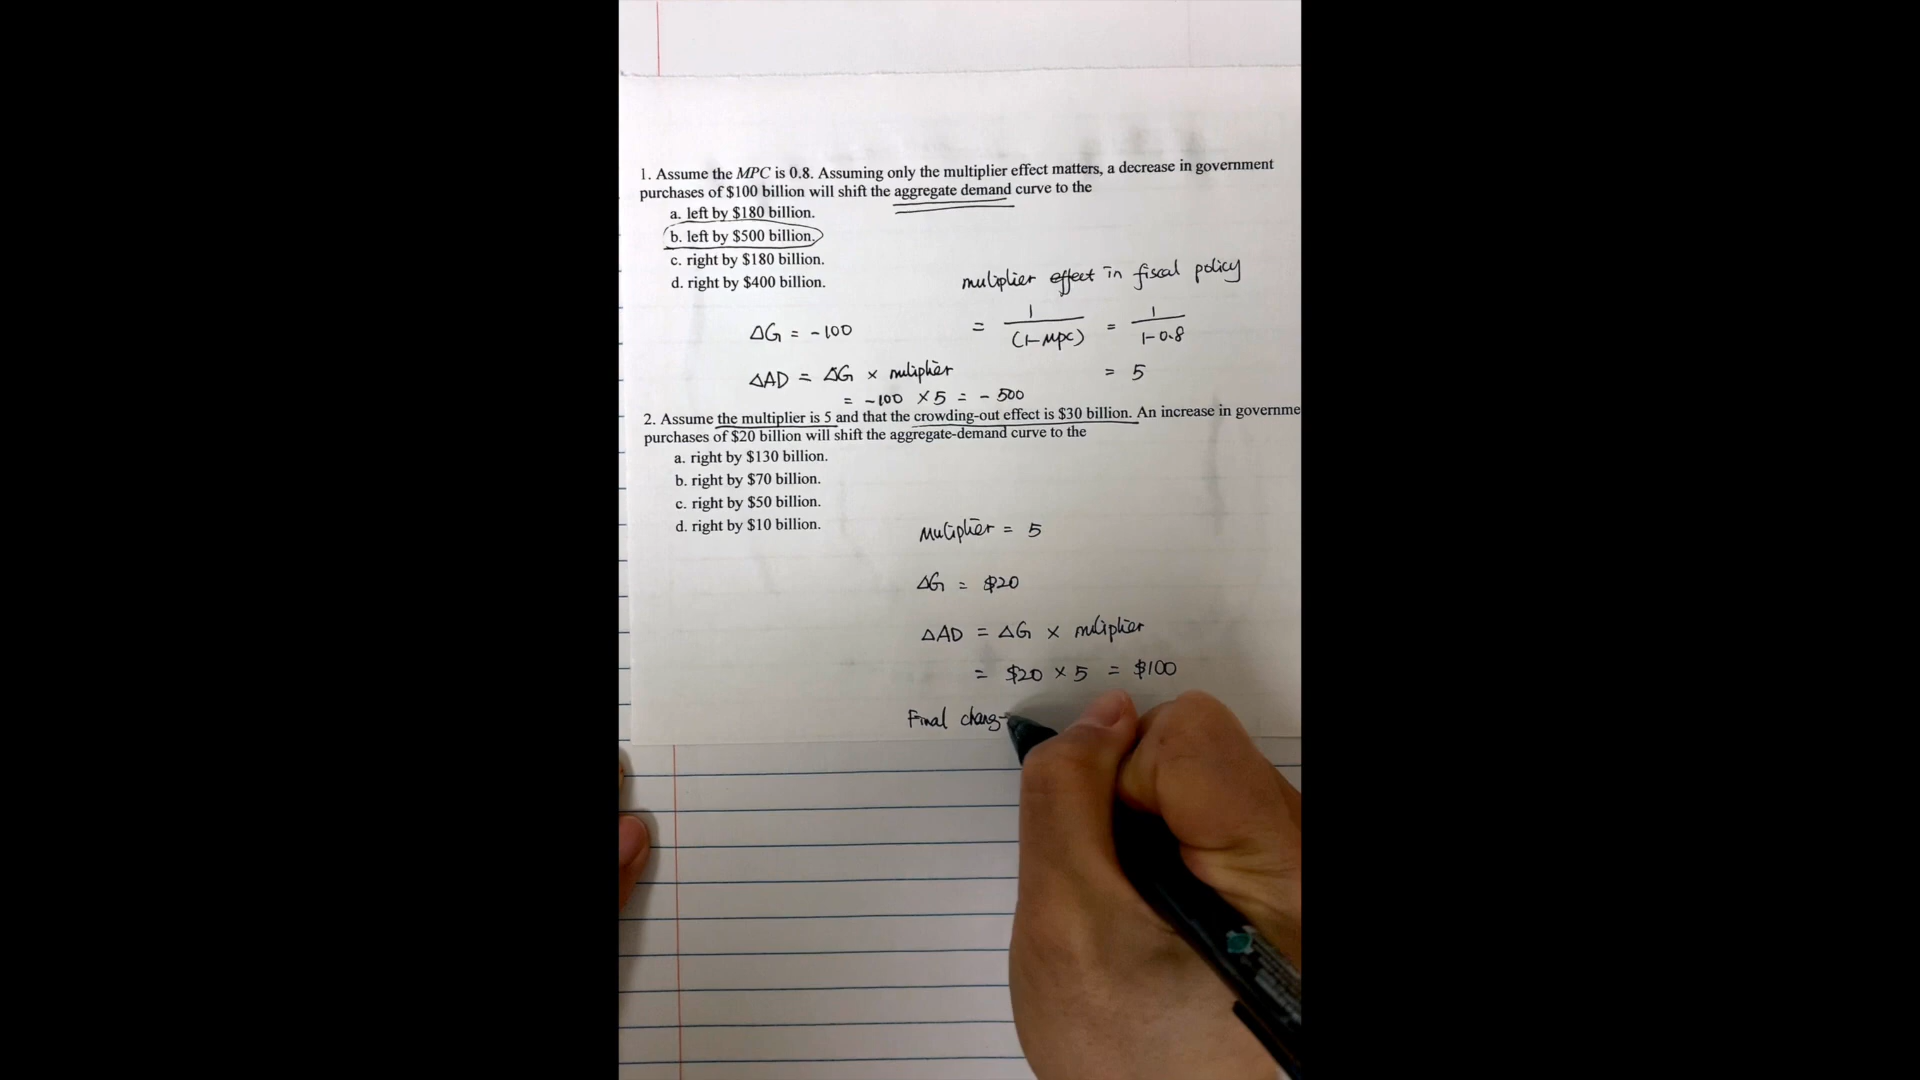 1. Assume the MPC is 0.8. Assuming only the multiplier effect matters, a decrease in government
purchases of $100 billion will shift the aggregate demand curve to the
a. left by $180 billion.
b. left by $500 billion.
c. right by $180 billion.
d. right by $400 billion.
muliplier effect in fiscal policy
= 1/(1-MPC) = 1/1-0.8
= 5
ΔG = -100
ΔAD = ΔG × muliplier
= -100 × 5 = -500
2. Assume the multiplier is 5 and that the crowding-out effect is $30 billion. An increase in governme
purchases of $20 billion will shift the aggregate-demand curve to the
a. right by $130 billion.
b. right by $70 billion.
c. right by $50 billion.
d. right by $10 billion.
Muliplier = 5
ΔG = $20
ΔAD = ΔG × muliplier
= $20 × 5 = $100
Final chang